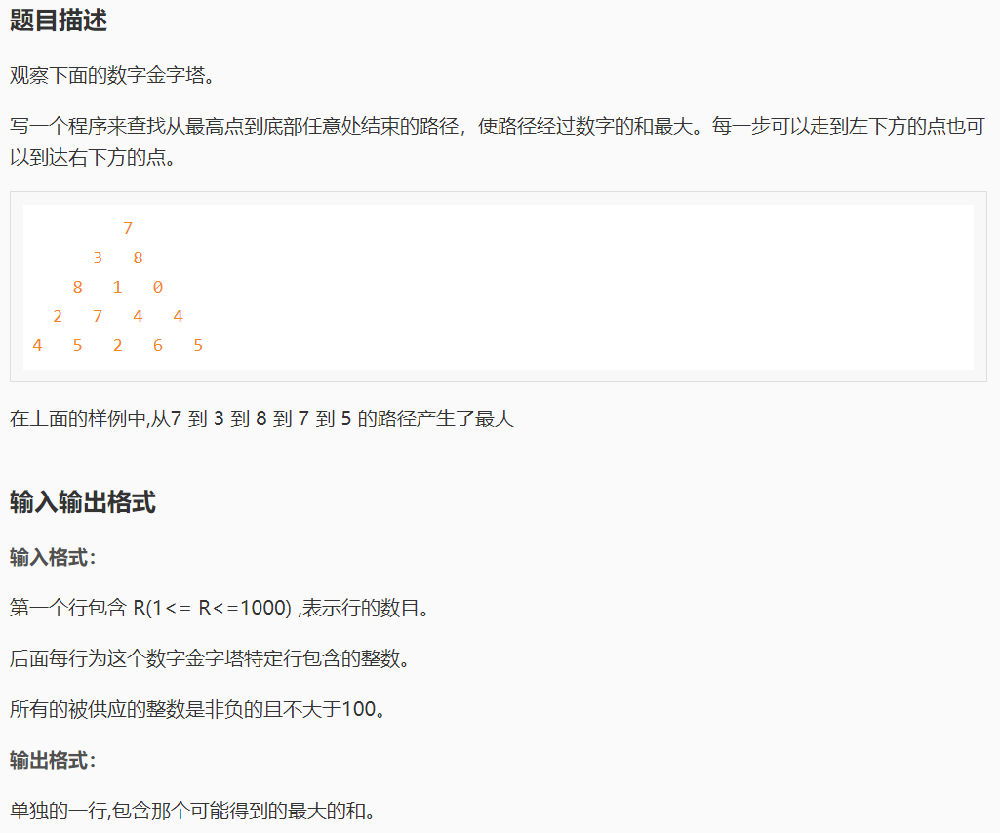 题目描述
观察下面的数字金字塔。
写一个程序来查找从最高点到底部任意处结束的路径，使路径经过数字的和最大。每一步可以走到左下方的点也可
以到达右下方的点。
7
3 8
8 1 0
2 7 4 4
4 5 2 6 5
在上面的样例中,从7 到 3 到 8 到 7 到 5 的路径产生了最大
输入输出格式
输入格式：
第一个行包含 R(1<= R<=1000) ,表示行的数目。
后面每行为这个数字金字塔特定行包含的整数。
所有的被供应的整数是非负的且不大于100。
输出格式：
单独的一行,包含那个可能得到的最大的和。